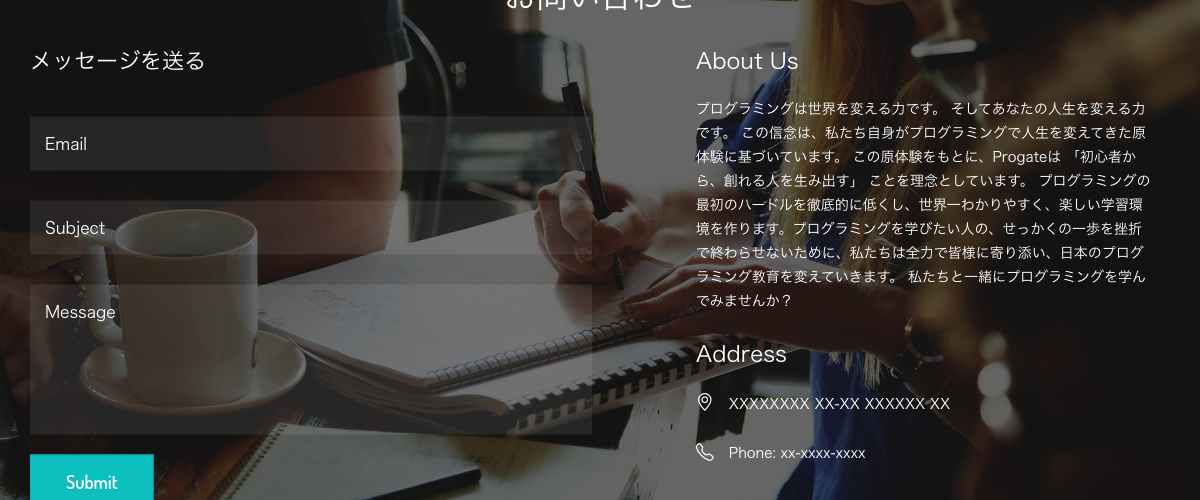 お問い合わせ
メッセージを送る
Email
Subject
Message
Submit
About Us
プログラミングは世界を変える力です。 そしてあなたの人生を変える力
です。 この信念は、私たち自身がプログラミングで人生を変えてきた原
体験に基づいています。 この原体験をもとに、Progateは 「初心者か
ら、創れる人を生み出す」 ことを理念としています。 プログラミングの
最初のハードルを徹底的に低くし、世界一わかりやすく、楽しい学習環
境を作ります。プログラミングを学びたい人の、せっかくの一歩を挫折
で終わらせないために、私たちは全力で皆様に寄り添い、日本のプログ
ラミング教育を変えていきます。 私たちと一緒にプログラミングを学ん
でみませんか？
Address
XXXXXXXX XX-XX XXXXXX XX
Phone: xx-xxxx-xxxx